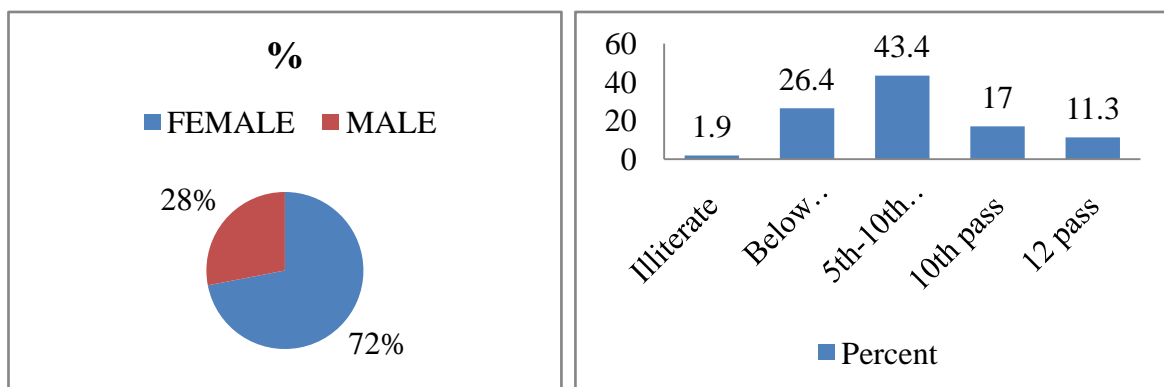 %
FEMALE MALE
28%
72%
60
40
20
0
1.9
26.4
43.4
17
11.3
Illiterate
Below..
5th-10th..
10th pass
12 pass
Percent